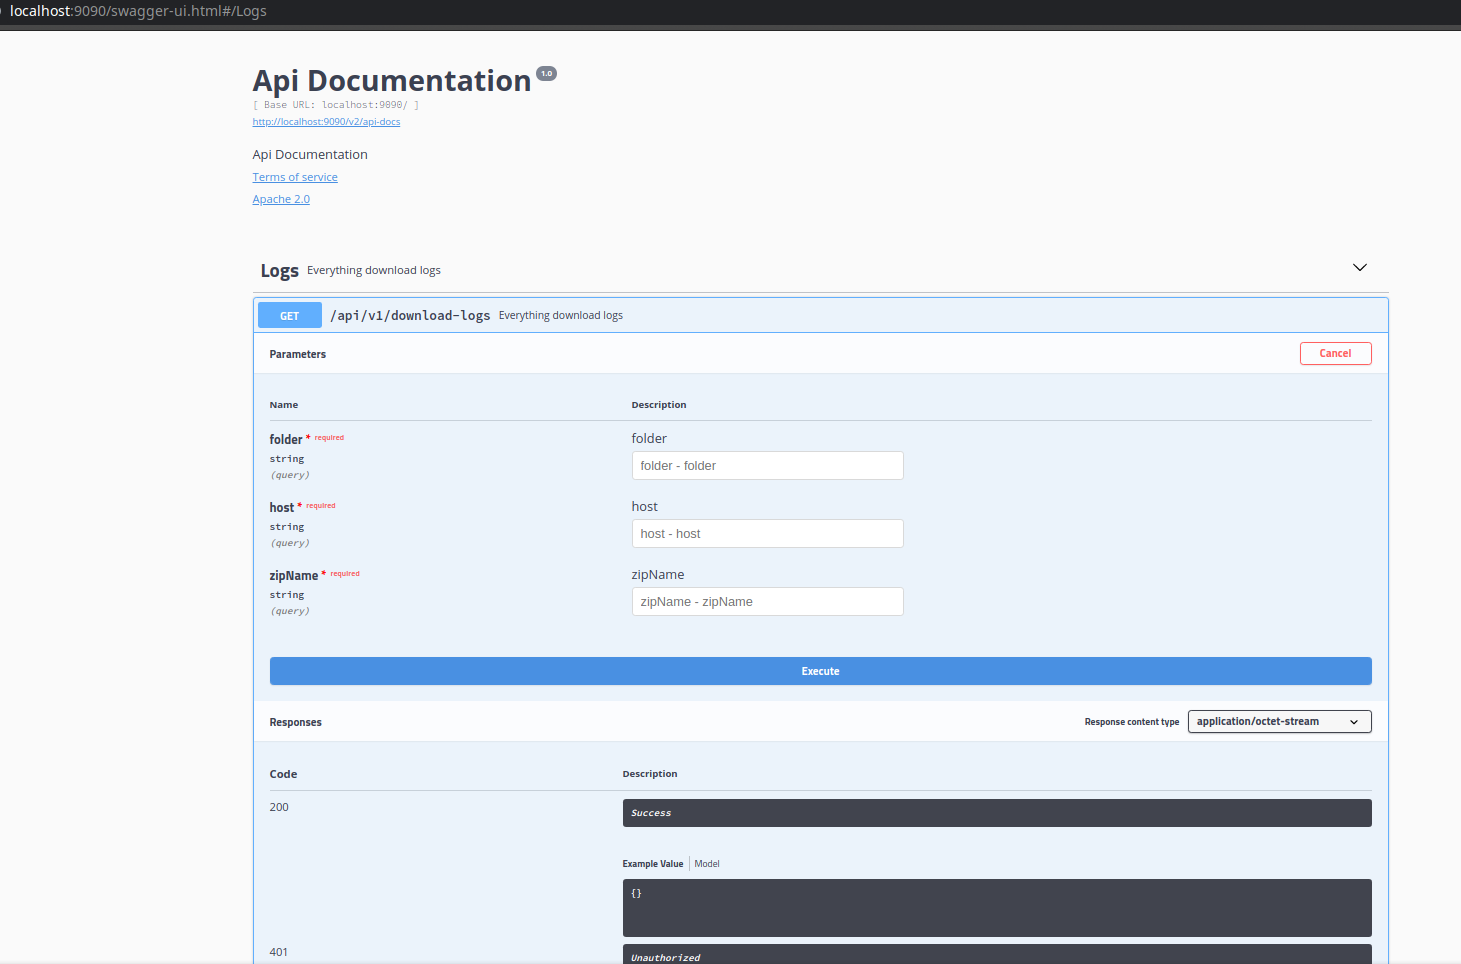 localhost:9090/swagger-ui.html#/Logs
Api Documentation 1.0
[ Base URL: localhost:9090/ ]
http://localhost:9090/v2/api-docs
Api Documentation
Terms of service
Apache 2.0
Logs Everything download logs
GET /api/v1/download-logs Everything download logs
Parameters Cancel
Name Description
folder * required folder
string folder - folder
(query)
host * required host
string host - host
(query)
zipName * required zipName
string zipName - zipName
(query)
Execute
Responses Response content type application/octet-stream
Code Description
200 Success
Example Value Model
{}
401 Unauthorized